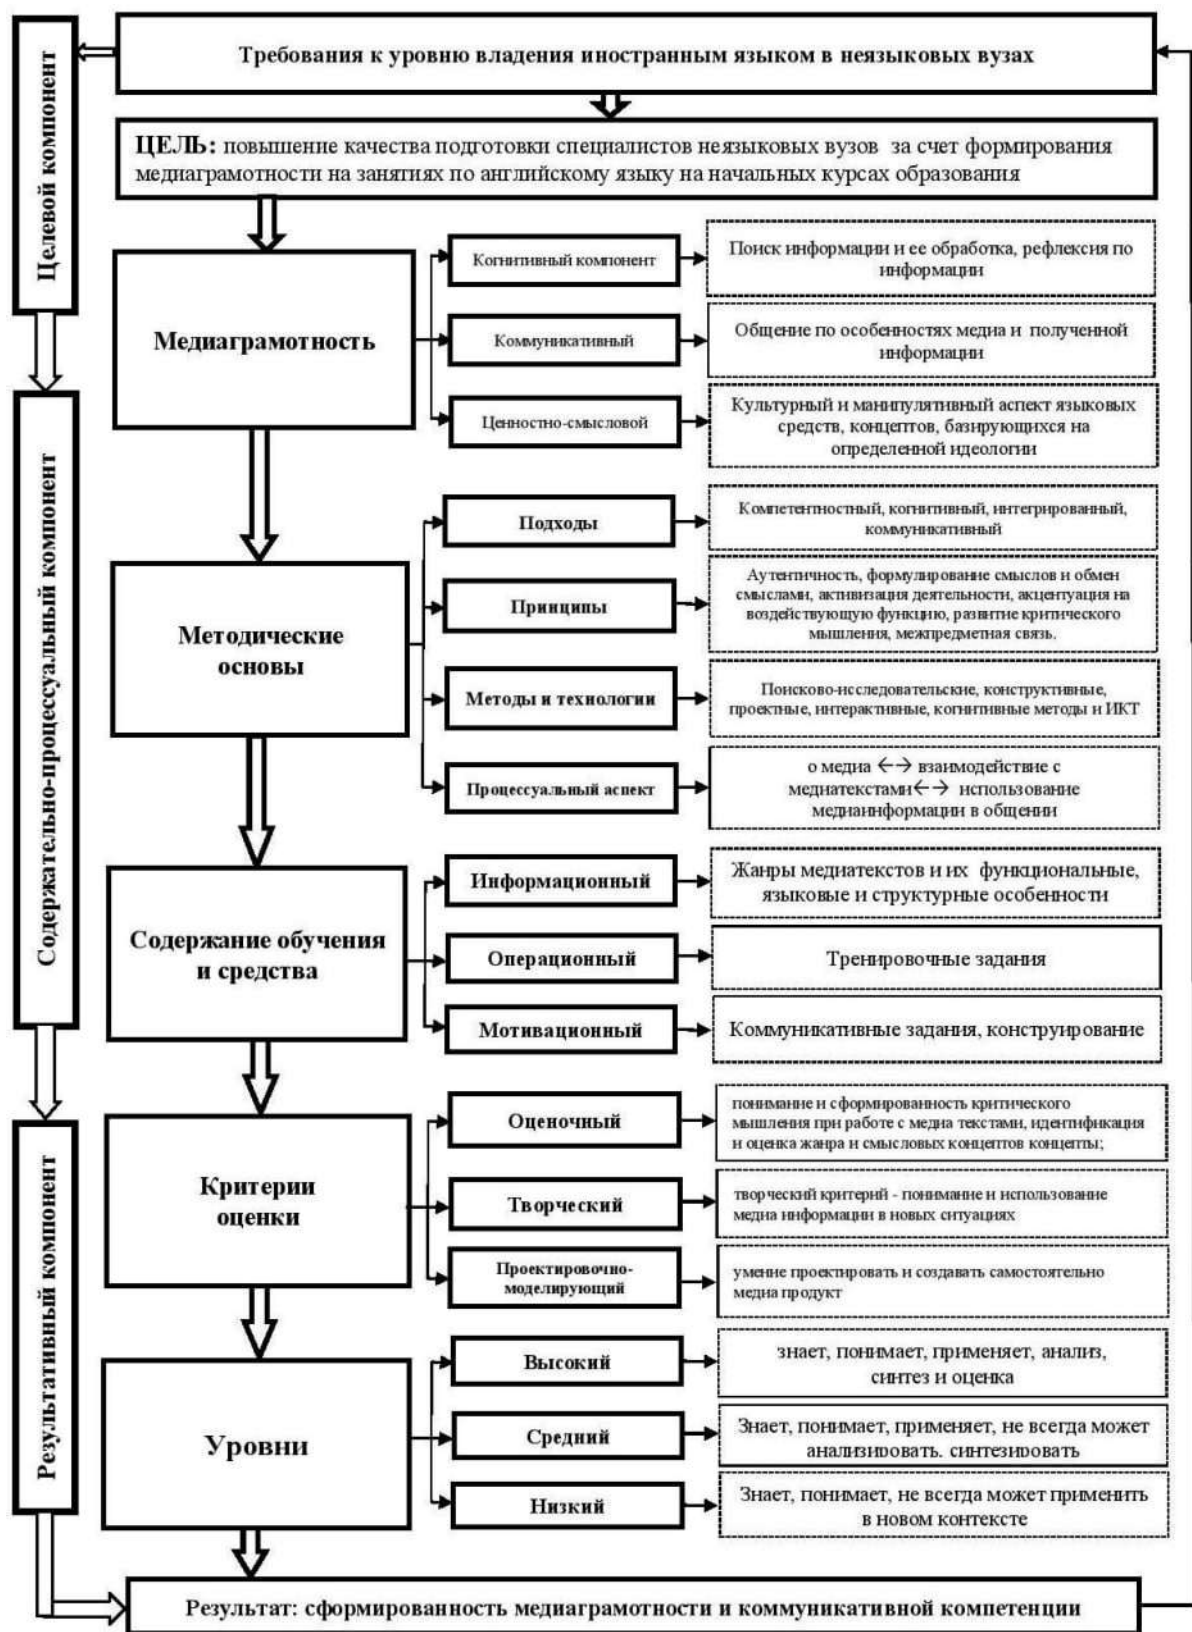 Целевой компонент
Требования к уровню владения иностранным языком в неязыковых вузах
ЦЕЛЬ: повышение качества подготовки специалистов неязыковых вузов за счет формирования
медиаграмотности на занятиях по английскому языку на начальных курсах образования
Медиаграмотность
Когнитивный компонент
Поиск информации и ее обработка, рефлексия по
информации
Коммуникативный
Общение по особенностях медиа и полученной
информации
Ценностно-смысловой
Культурный и манипулятивный аспект языковых
средств, концептов, базирующихся на
определенной идеологии
Содержательно-процессуальный компонент
Методические
основы
Подходы
Компетентностный, когнитивный, интегрированный,
коммуникативный
Принципы
Аутентичность, формулирование смыслов и обмен
смыслами, активизация деятельности, акцентуация на
воздействующую функцию, развитие критического
мышления, межпредметная связь.
Методы и технологии
Поисково-исследовательские, конструктивные,
проектные, интерактивные, когнитивные методы и ИКТ
Процессуальный аспект
о медиа ←→ взаимодействие с
медиатекстами←→ использование
медиаинформации в общении
Содержание обучения
и средства
Информационный
Жанры медиатекстов и их функциональные,
языковые и структурные особенности
Операционный
Тренировочные задания
Мотивационный
Коммуникативные задания, конструирование
Результативный компонент
Критерии
оценки
Оценочный
понимание и сформированность критического
мышления при работе с медиа текстами, идентификация
и оценка жанра и смысловых концептов концепты;
Творческий
творческий критерий - понимание и использование
медиа информации в новых ситуациях
Проектировочно-
моделирующий
умение проектировать и создавать самостоятельно
медиа продукт
Уровни
Высокий
знает, понимает, применяет, анализ,
синтез и оценка
Средний
Знает, понимает, применяет, не всегда может
анализировать, синтезировать
Низкий
Знает, понимает, не всегда может применить
в новом контексте
Результат: сформированность медиаграмотности и коммуникативной компетенции